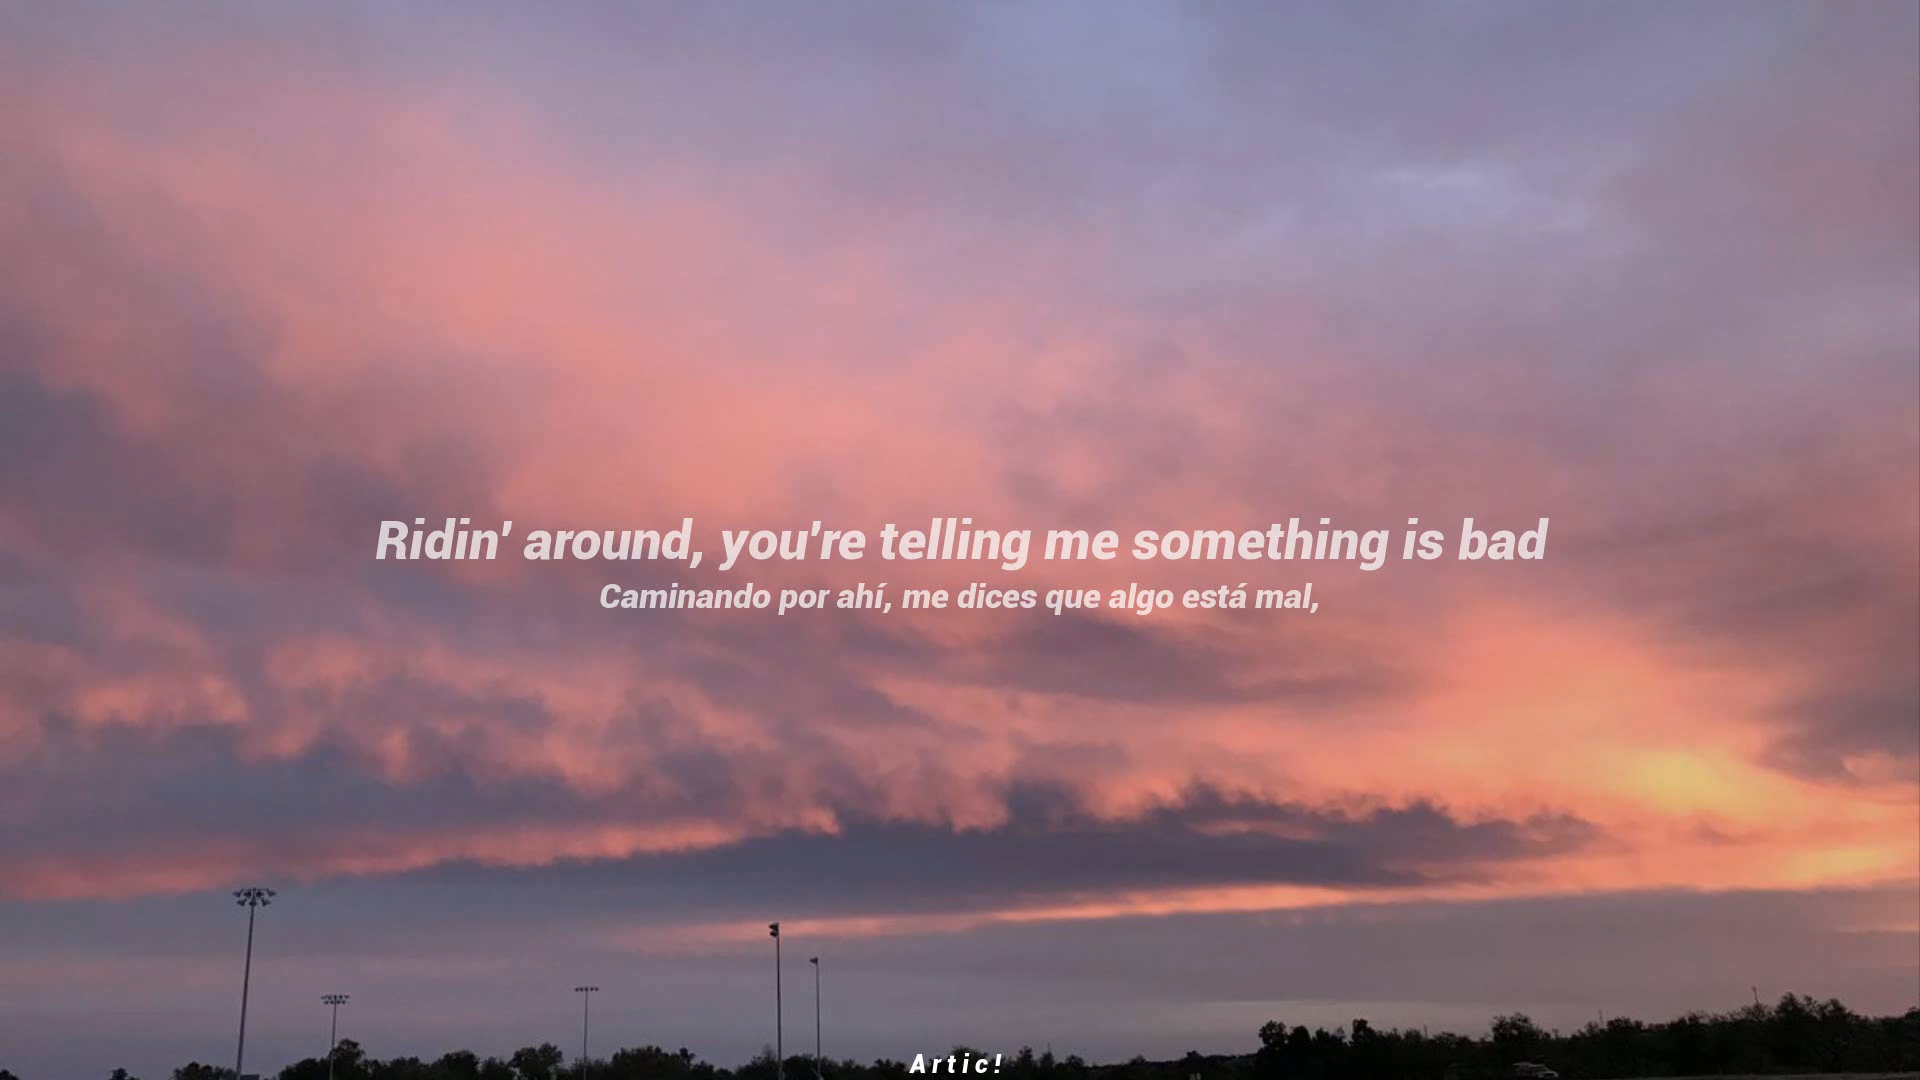 Ridin' around, you're telling me something is bad
Caminando por ahí, me dices que algo está mal,
Artic!